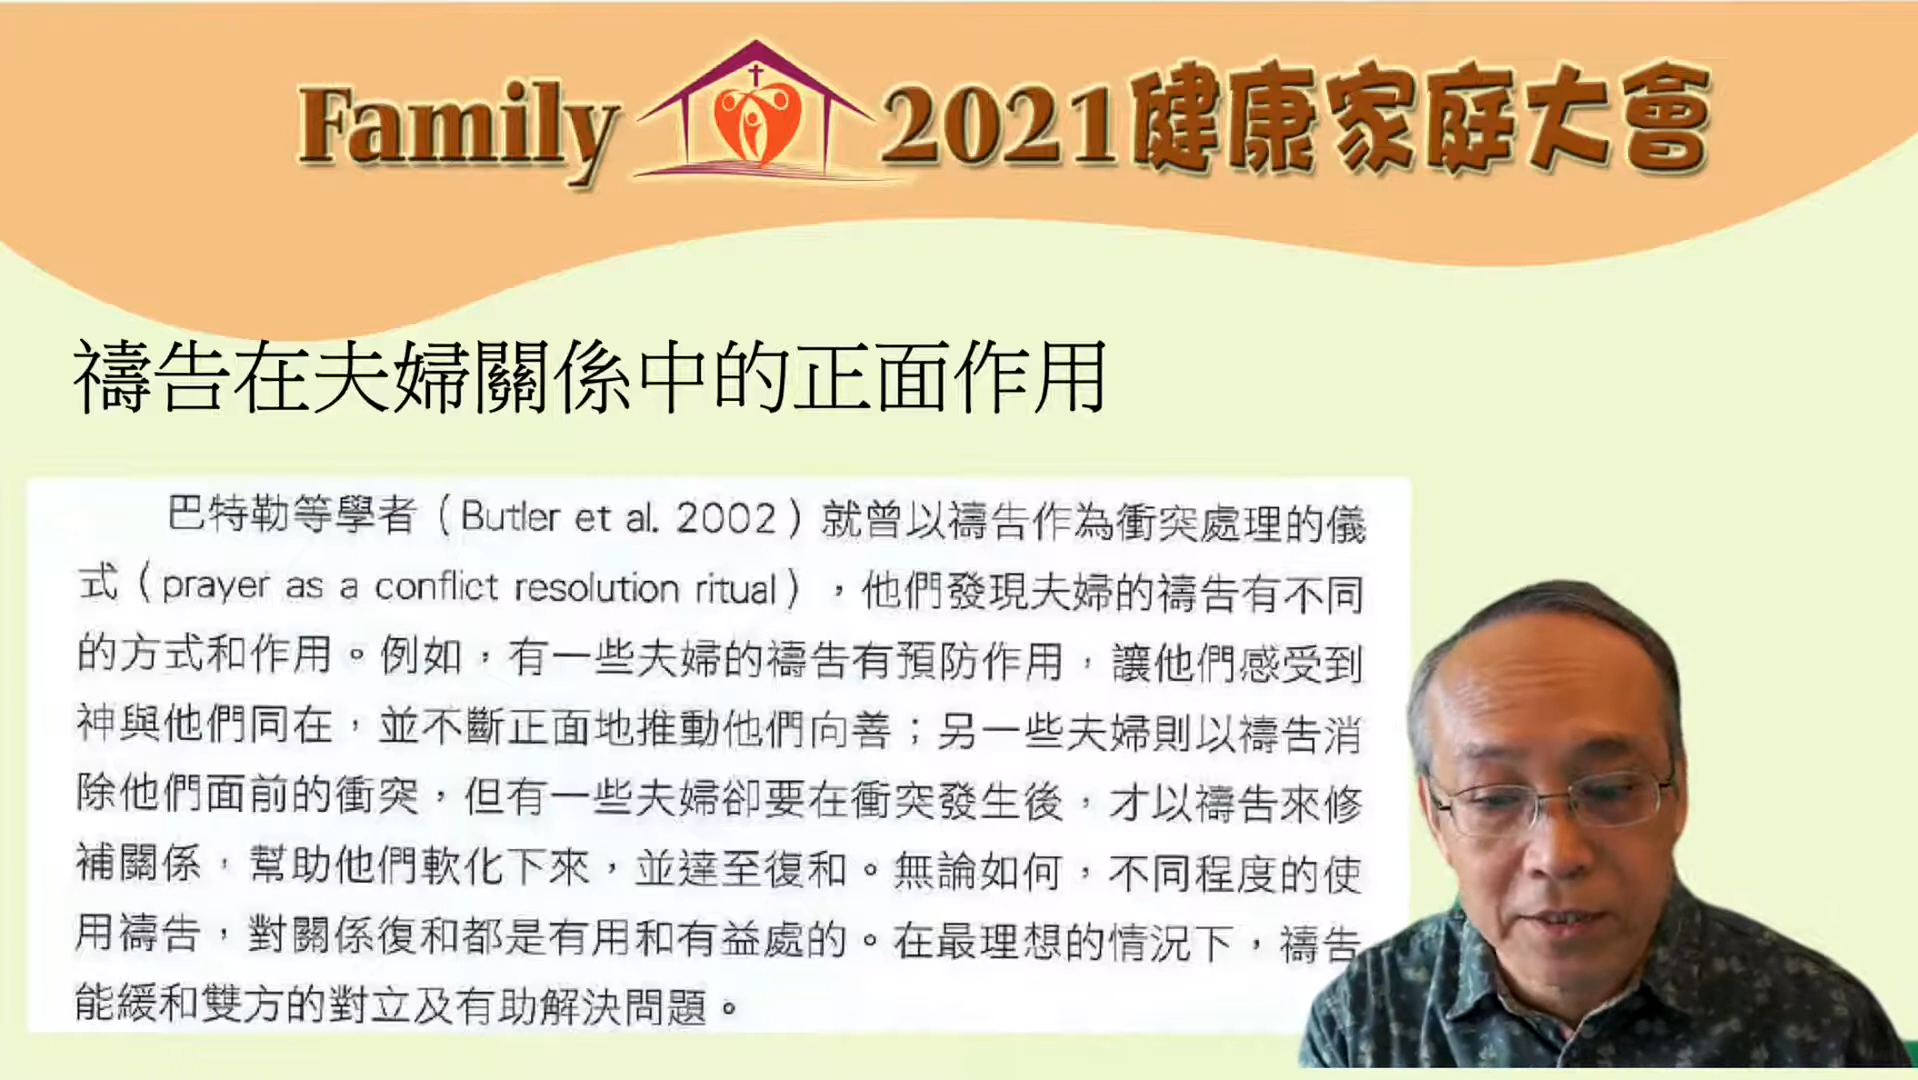 Family 2021健康家庭大會
禱告在夫婦關係中的正面作用
巴特勒等學者（Butler et al. 2002）就曾以禱告作為衝突處理的儀
式（prayer as a conflict resolution ritual），他們發現夫婦的禱告有不同
的方式和作用。例如，有一些夫婦的禱告有預防作用，讓他們感受到
神與他們同在，並不斷正面地推動他們向善；另一些夫婦則以禱告消
除他們面前的衝突，但有一些夫婦卻要在衝突發生後，才以禱告來修
補關係，幫助他們軟化下來，並達至復和。無論如何，不同程度的使
用禱告，對關係復和都是有用和有益處的。在最理想的情況下，禱告
能緩和雙方的對立及有助解決問題。